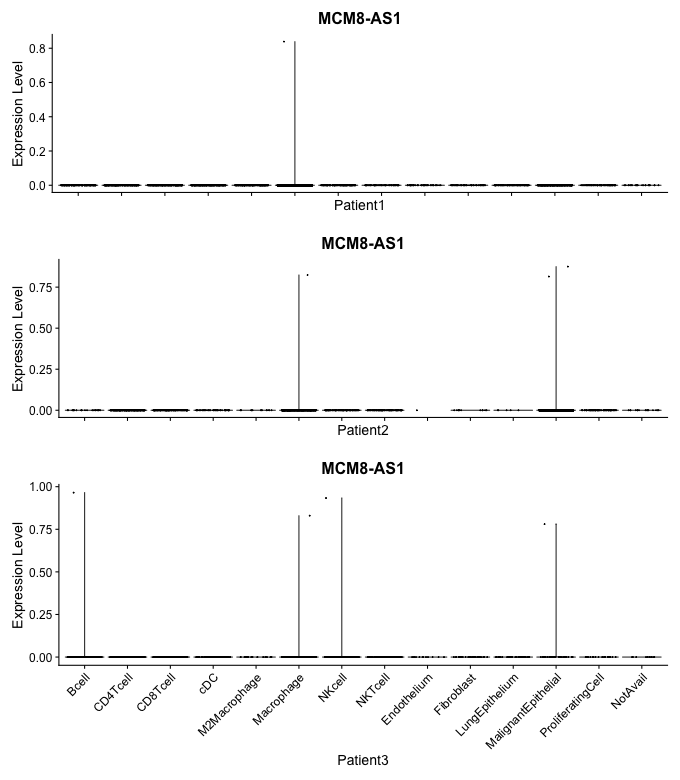 MCM8-AS1
Expression Level
0.8
0.6
0.4
0.2
0.0
Patient1
MCM8-AS1
Expression Level
0.75
0.50
0.25
0.00
Patient2
MCM8-AS1
Expression Level
1.00
0.75
0.50
0.25
0.00
Bcell
CD4Tcell
CD8Tcell
cDC
M2Macrophage
Macrophage
NKcell
NKTcell
Endothelium
Fibroblast
LungEpithelium
MalignantEpithelial
ProliferatingCell
NotAvail
Patient3